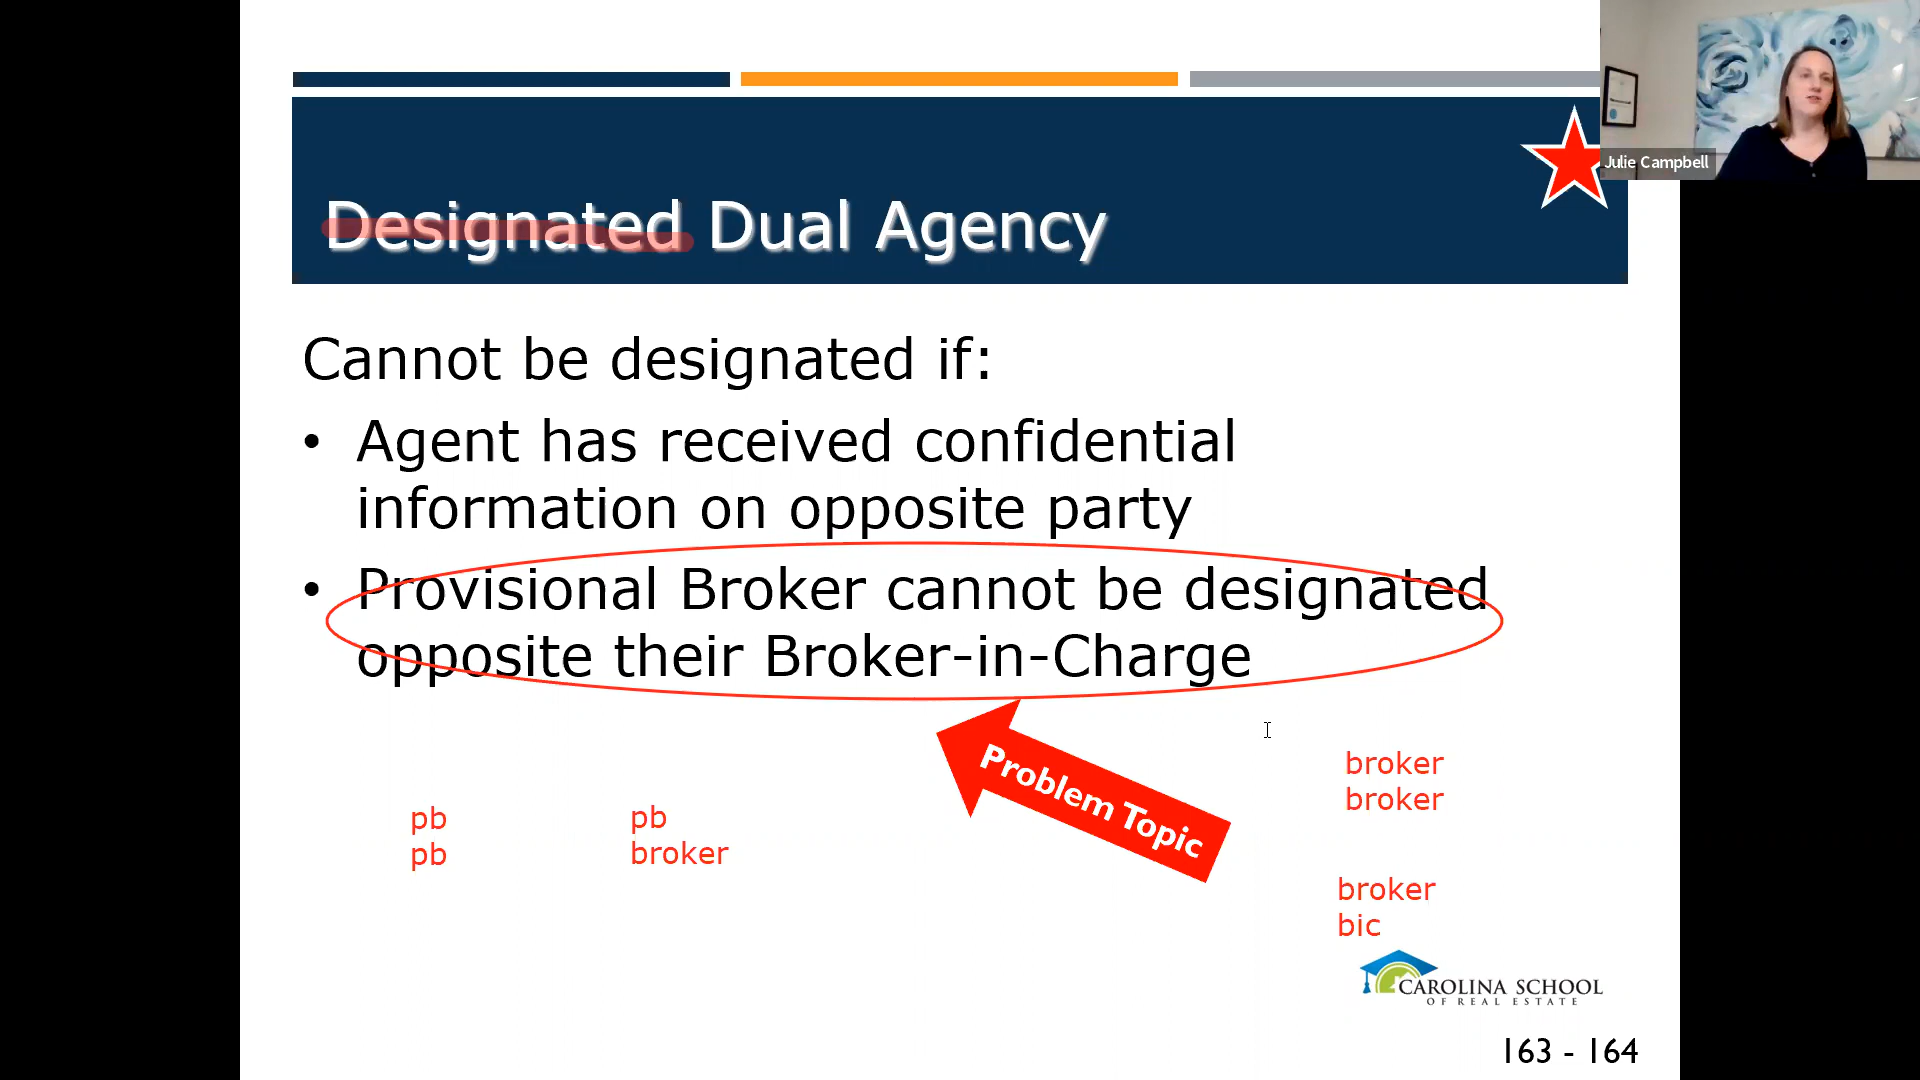 Julie Campbell
Designated Dual Agency
Cannot be designated if:
• Agent has received confidential
information on opposite party
• Provisional Broker cannot be designated
opposite their Broker-in-Charge
Problem Topic
broker
broker
pb
pb
pb
broker
broker
bic
CAROLINA SCHOOL
OF REAL ESTATE
163 - 164